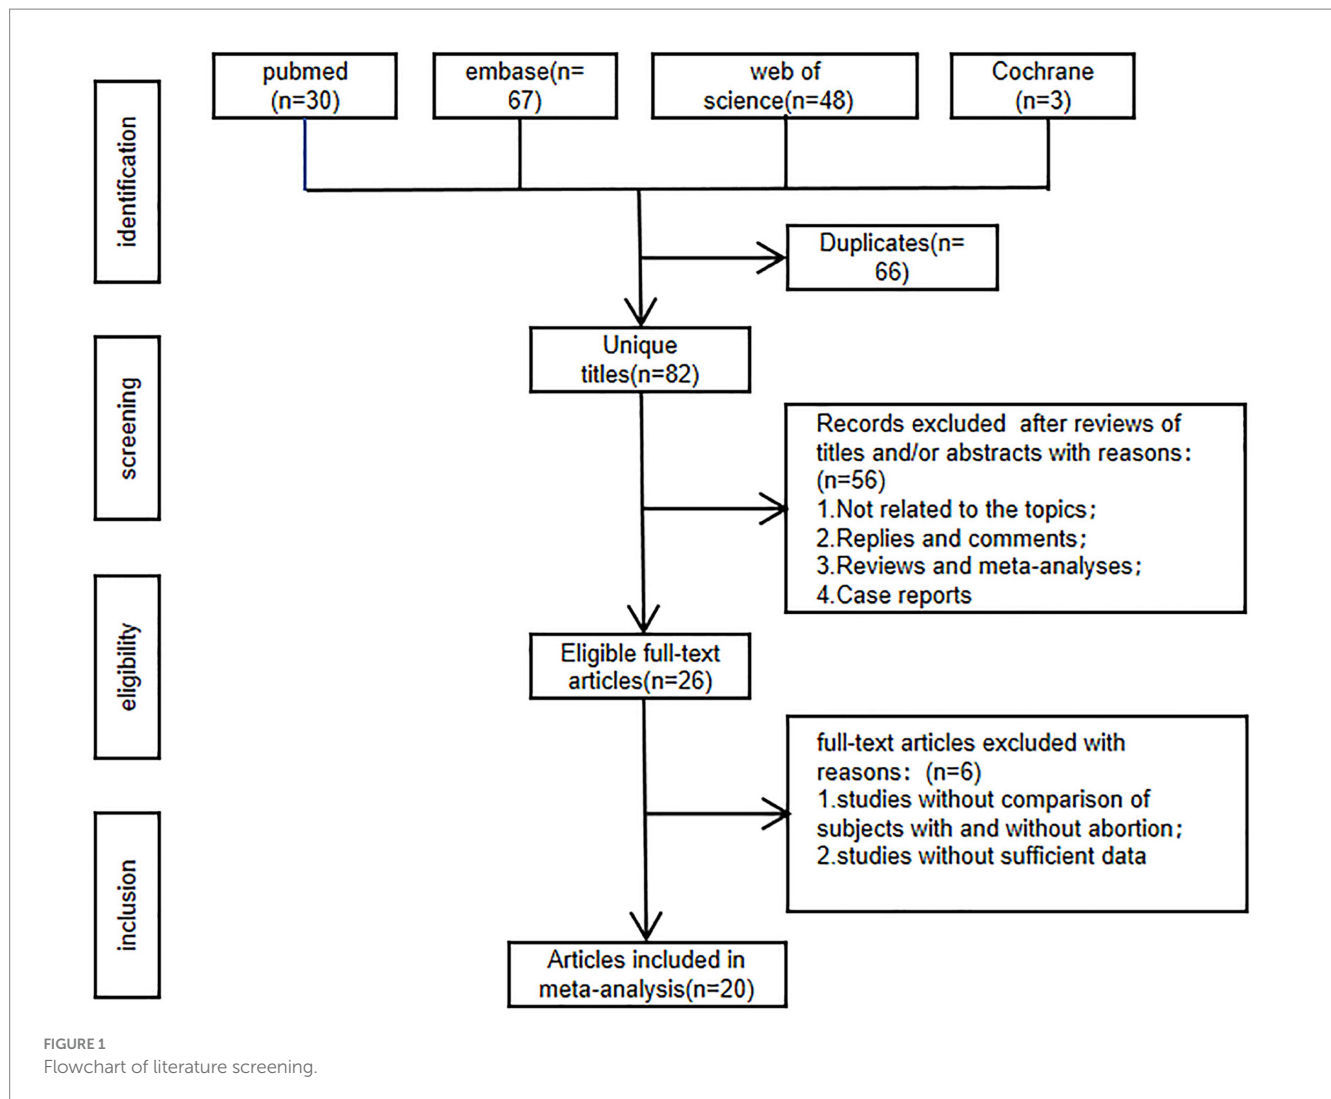 pubmed
(n=30)
embase(n=
67)
web of
science(n=48)
Cochrane
(n=3)
identification
Duplicates(n=
66)
Unique
titles(n=82)
screening
Records excluded  after reviews of
titles and/or abstracts with reasons:
(n=56)
1.Not related to the topics;
2.Replies and comments;
3.Reviews and meta-analyses;
4.Case reports
eligibility
Eligible full-text
articles(n=26)
full-text articles excluded with
reasons:  (n=6)
1.studies without comparison of
subjects with and without abortion;
2.studies without sufficient data
inclusion
Articles included in
meta-analysis(n=20)
FIGURE 1
Flowchart of literature screening.